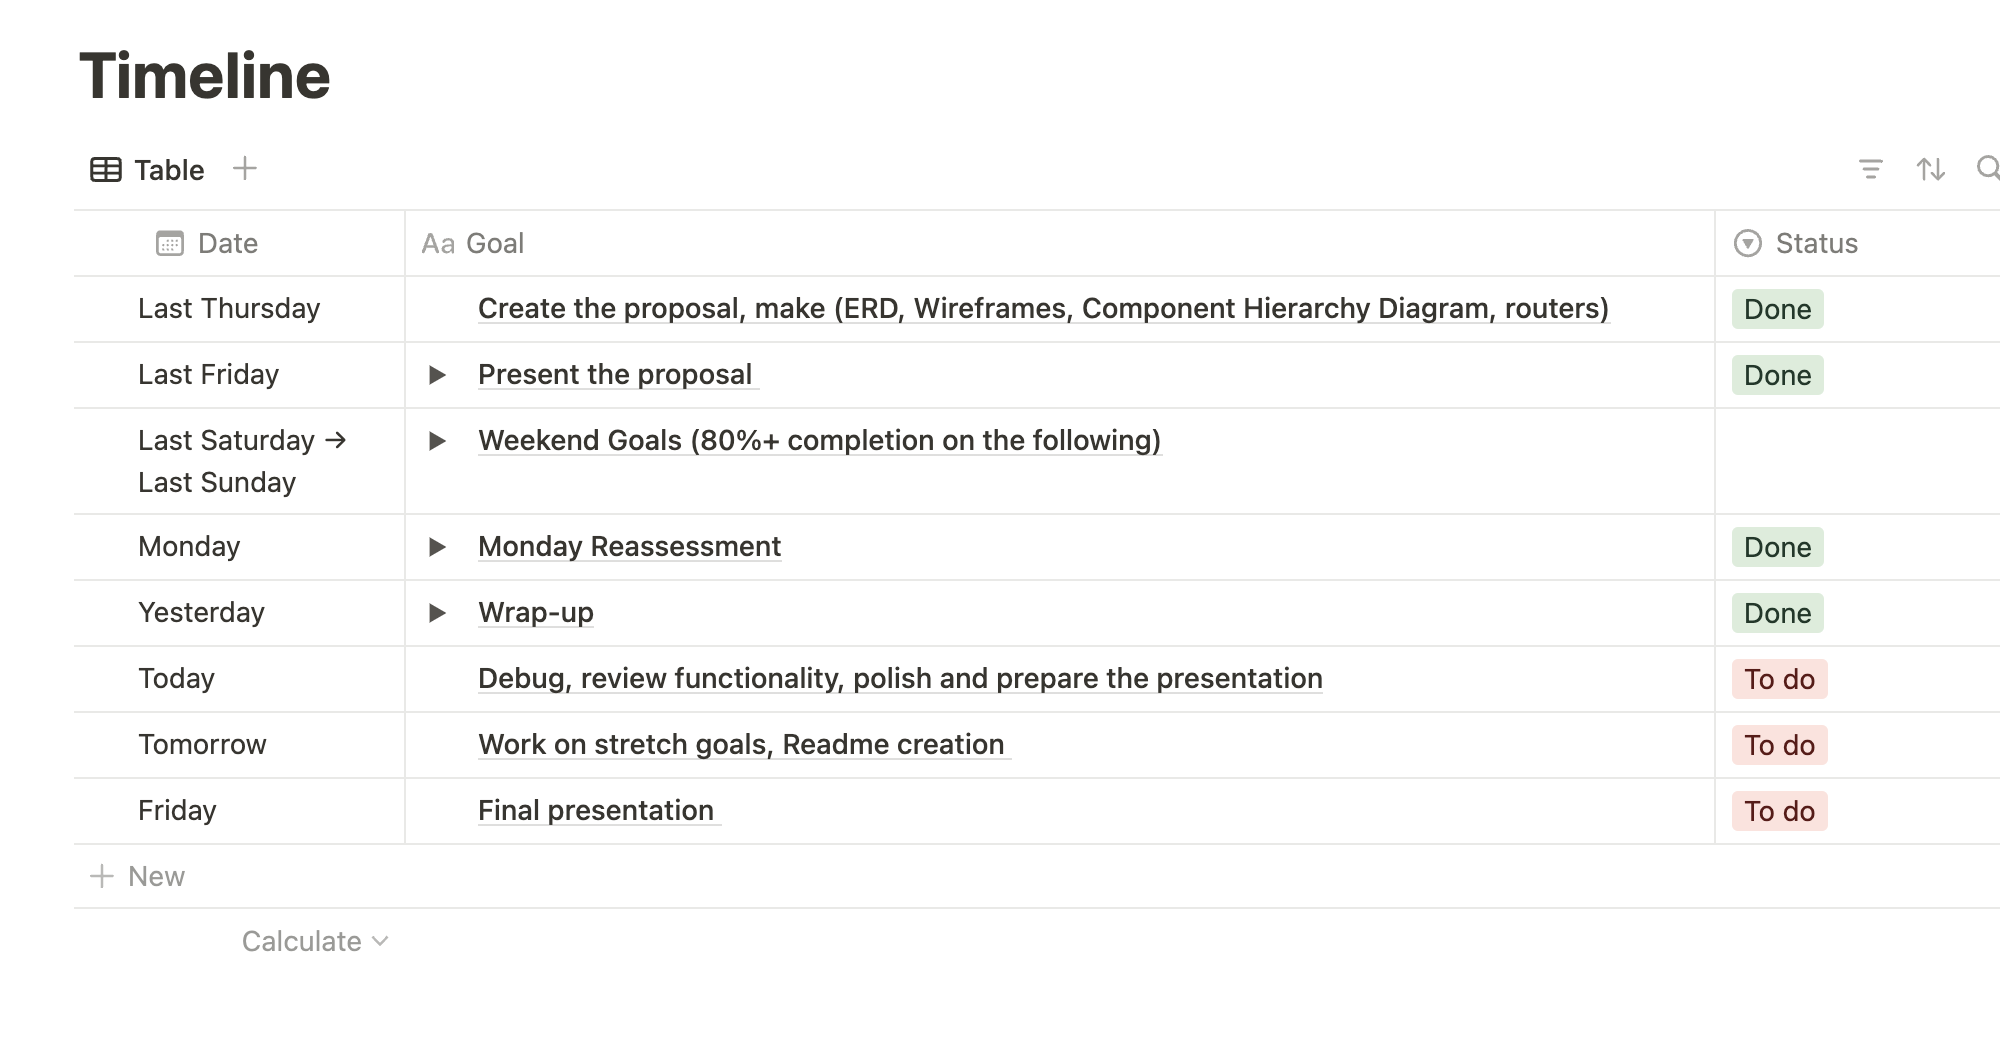 Timeline
Table
Date Aa Goal Status
Last Thursday Create the proposal, make (ERD, Wireframes, Component Hierarchy Diagram, routers) Done
Last Friday Present the proposal Done
Last Saturday → Weekend Goals (80%+ completion on the following)
Last Sunday
Monday Monday Reassessment Done
Yesterday Wrap-up Done
Today Debug, review functionality, polish and prepare the presentation To do
Tomorrow Work on stretch goals, Readme creation To do
Friday Final presentation To do
+ New
Calculate